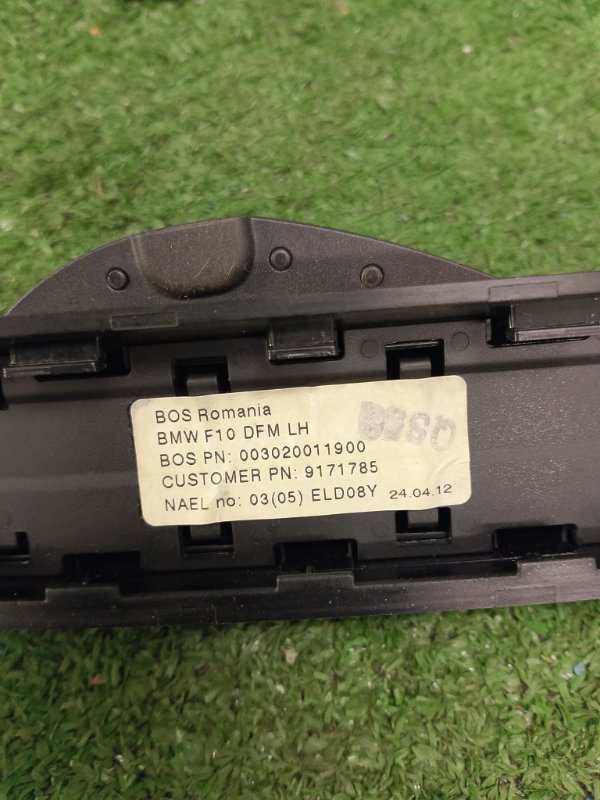 BOS Romania
BMW F10 DFM LH
BOS PN: 003020011900
CUSTOMER PN: 9171785
NAEL no: 03(05) ELD08Y 24.04.12